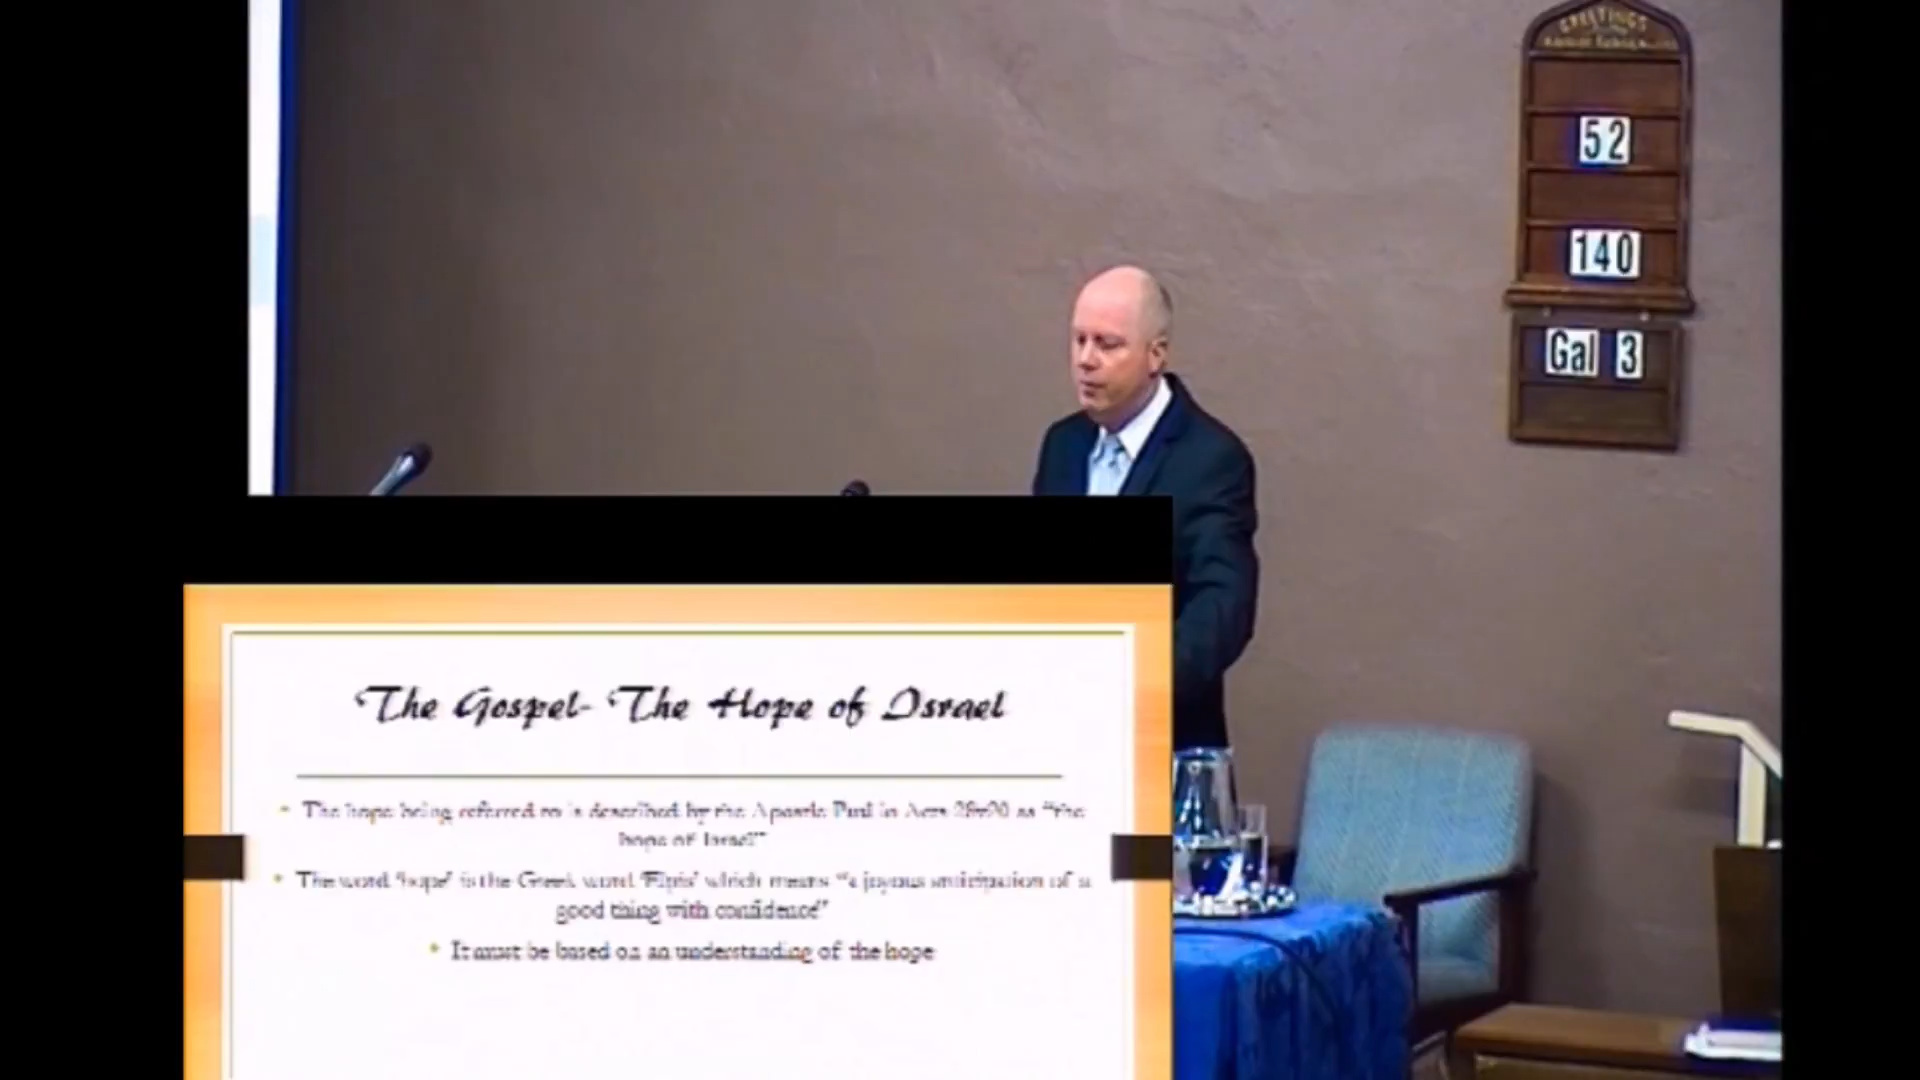 GREETINGS
52
140
Gal 3
The Gospel- The Hope of Israel
The hope being referred to is described by the Apostle Paul in Acts 28v20 as "the
hope of Israel"
The word 'hope' is the Greek word 'Elpis' which means "a joyous anticipation of a
good thing with confidence"
It must be based on an understanding of the hope